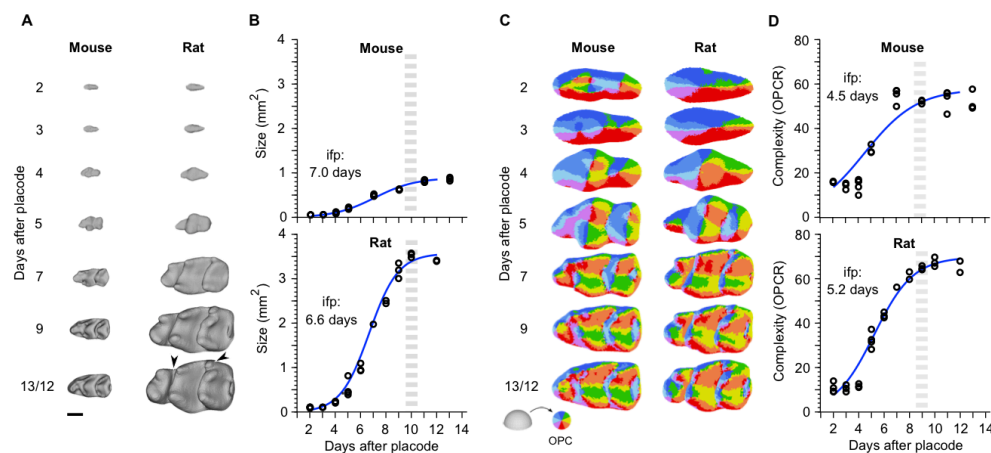 A
Mouse
Rat
Days after placode
2
3
4
5
7
9
13/12
B
Mouse
Size (mm2)
4
3
2
1
0
ifp:
7.0 days
Rat
Size (mm2)
4
3
2
1
0
ifp:
6.6 days
2 4 6 8 10 12 14
Days after placode
C
Mouse
Rat
Days after placode
2
3
4
5
7
9
13/12
OPC
D
Mouse
Complexity (OPCR)
80
60
40
20
0
ifp:
4.5 days
Rat
Complexity (OPCR)
80
60
40
20
0
ifp:
5.2 days
2 4 6 8 10 12 14
Days after placode